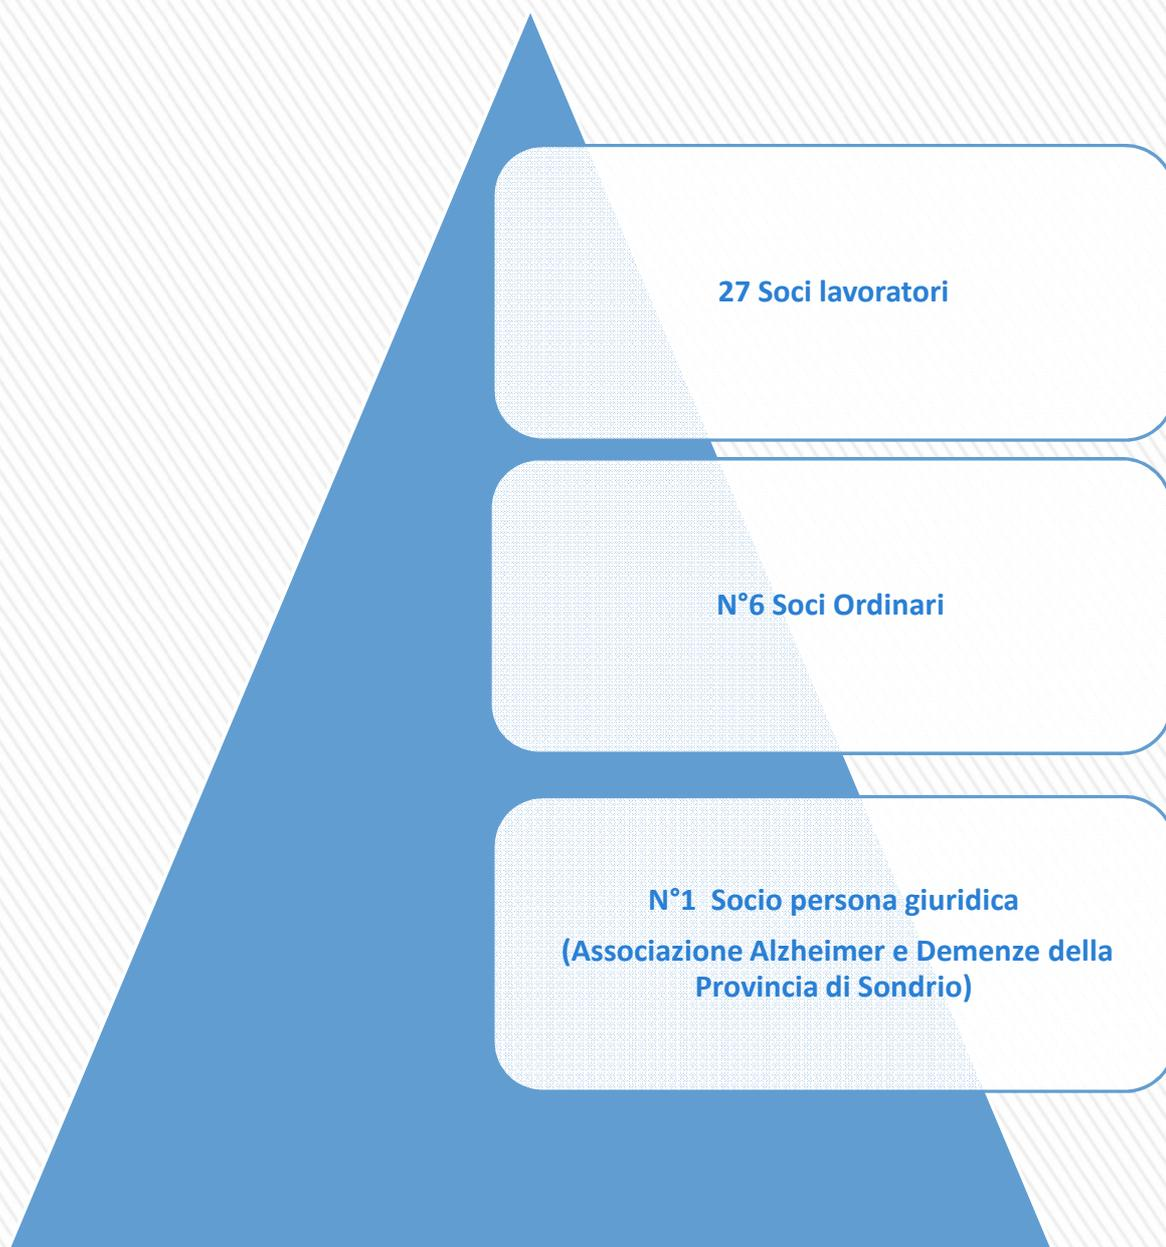 27 Soci lavoratori
N°6 Soci Ordinari
N°1  Socio persona giuridica
(Associazione Alzheimer e Demenze della
Provincia di Sondrio)